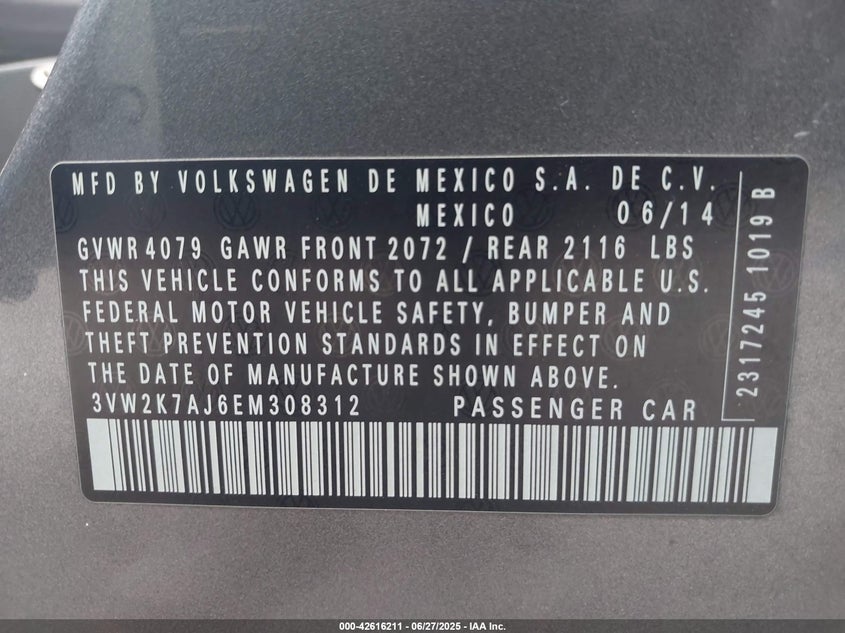 MFD BY VOLKSWAGEN DE MEXICO S.A. DE C.V.
MEXICO 06/14
GVWR 4079 GAWR FRONT 2072 / REAR 2116 LBS
THIS VEHICLE CONFORMS TO ALL APPLICABLE U.S.
FEDERAL MOTOR VEHICLE SAFETY, BUMPER AND
THEFT PREVENTION STANDARDS IN EFFECT ON
THE DATE OF MANUFACTURE SHOWN ABOVE.
3VW2K7AJ6EM308312 PASSENGER CAR
2317245 1019 B
000-42616211 - 06/27/2025 - IAA Inc.